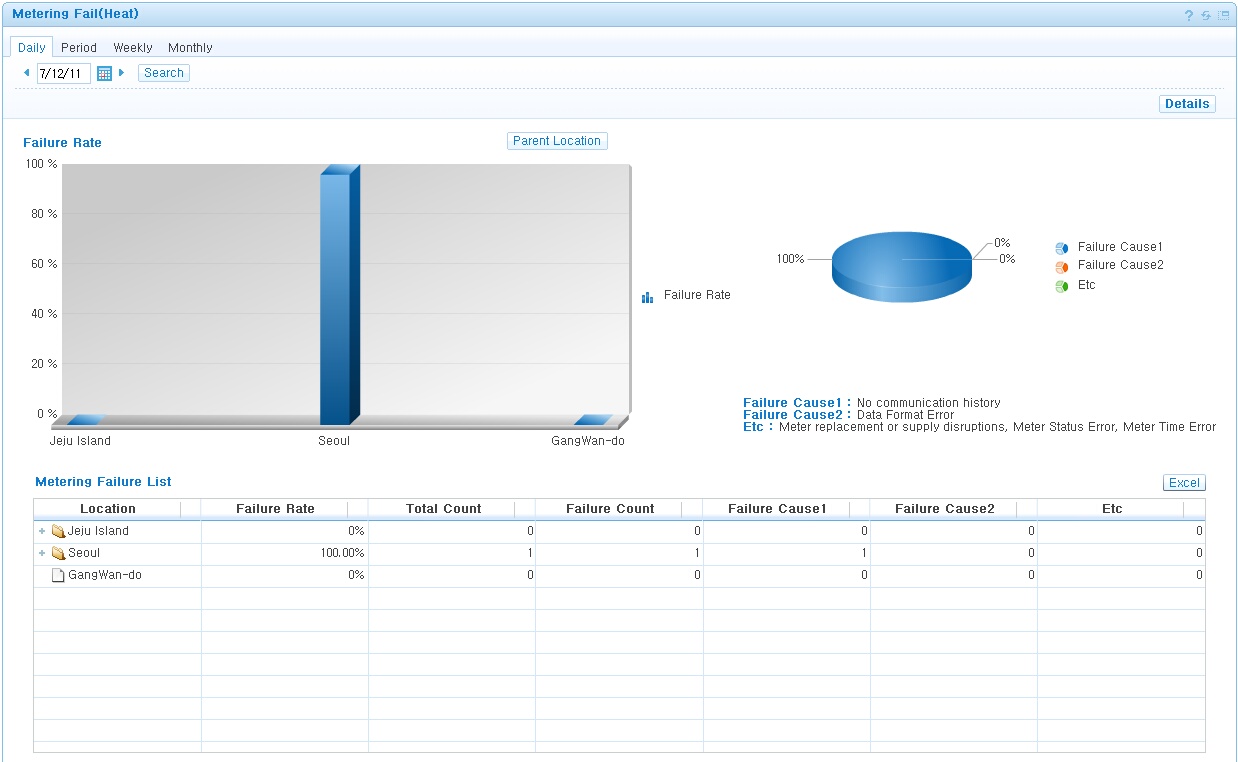 Metering Fail(Heat)
?
Daily Period Weekly Monthly
7/12/11 Search
Details
Failure Rate
Parent Location
100 %
80 %
60 %
40 %
20 %
0 %
Jeju Island Seoul GangWan-do
Failure Rate
100%
0%
0%
Failure Cause1
Failure Cause2
Etc
Failure Cause1 : No communication history
Failure Cause2 : Data Format Error
Etc : Meter replacement or supply disruptions, Meter Status Error, Meter Time Error
Metering Failure List
Excel
Location Failure Rate Total Count Failure Count Failure Cause1 Failure Cause2 Etc
Jeju Island 0% 0 0 0 0 0
Seoul 100.00% 1 1 1 0 0
GangWan-do 0% 0 0 0 0 0